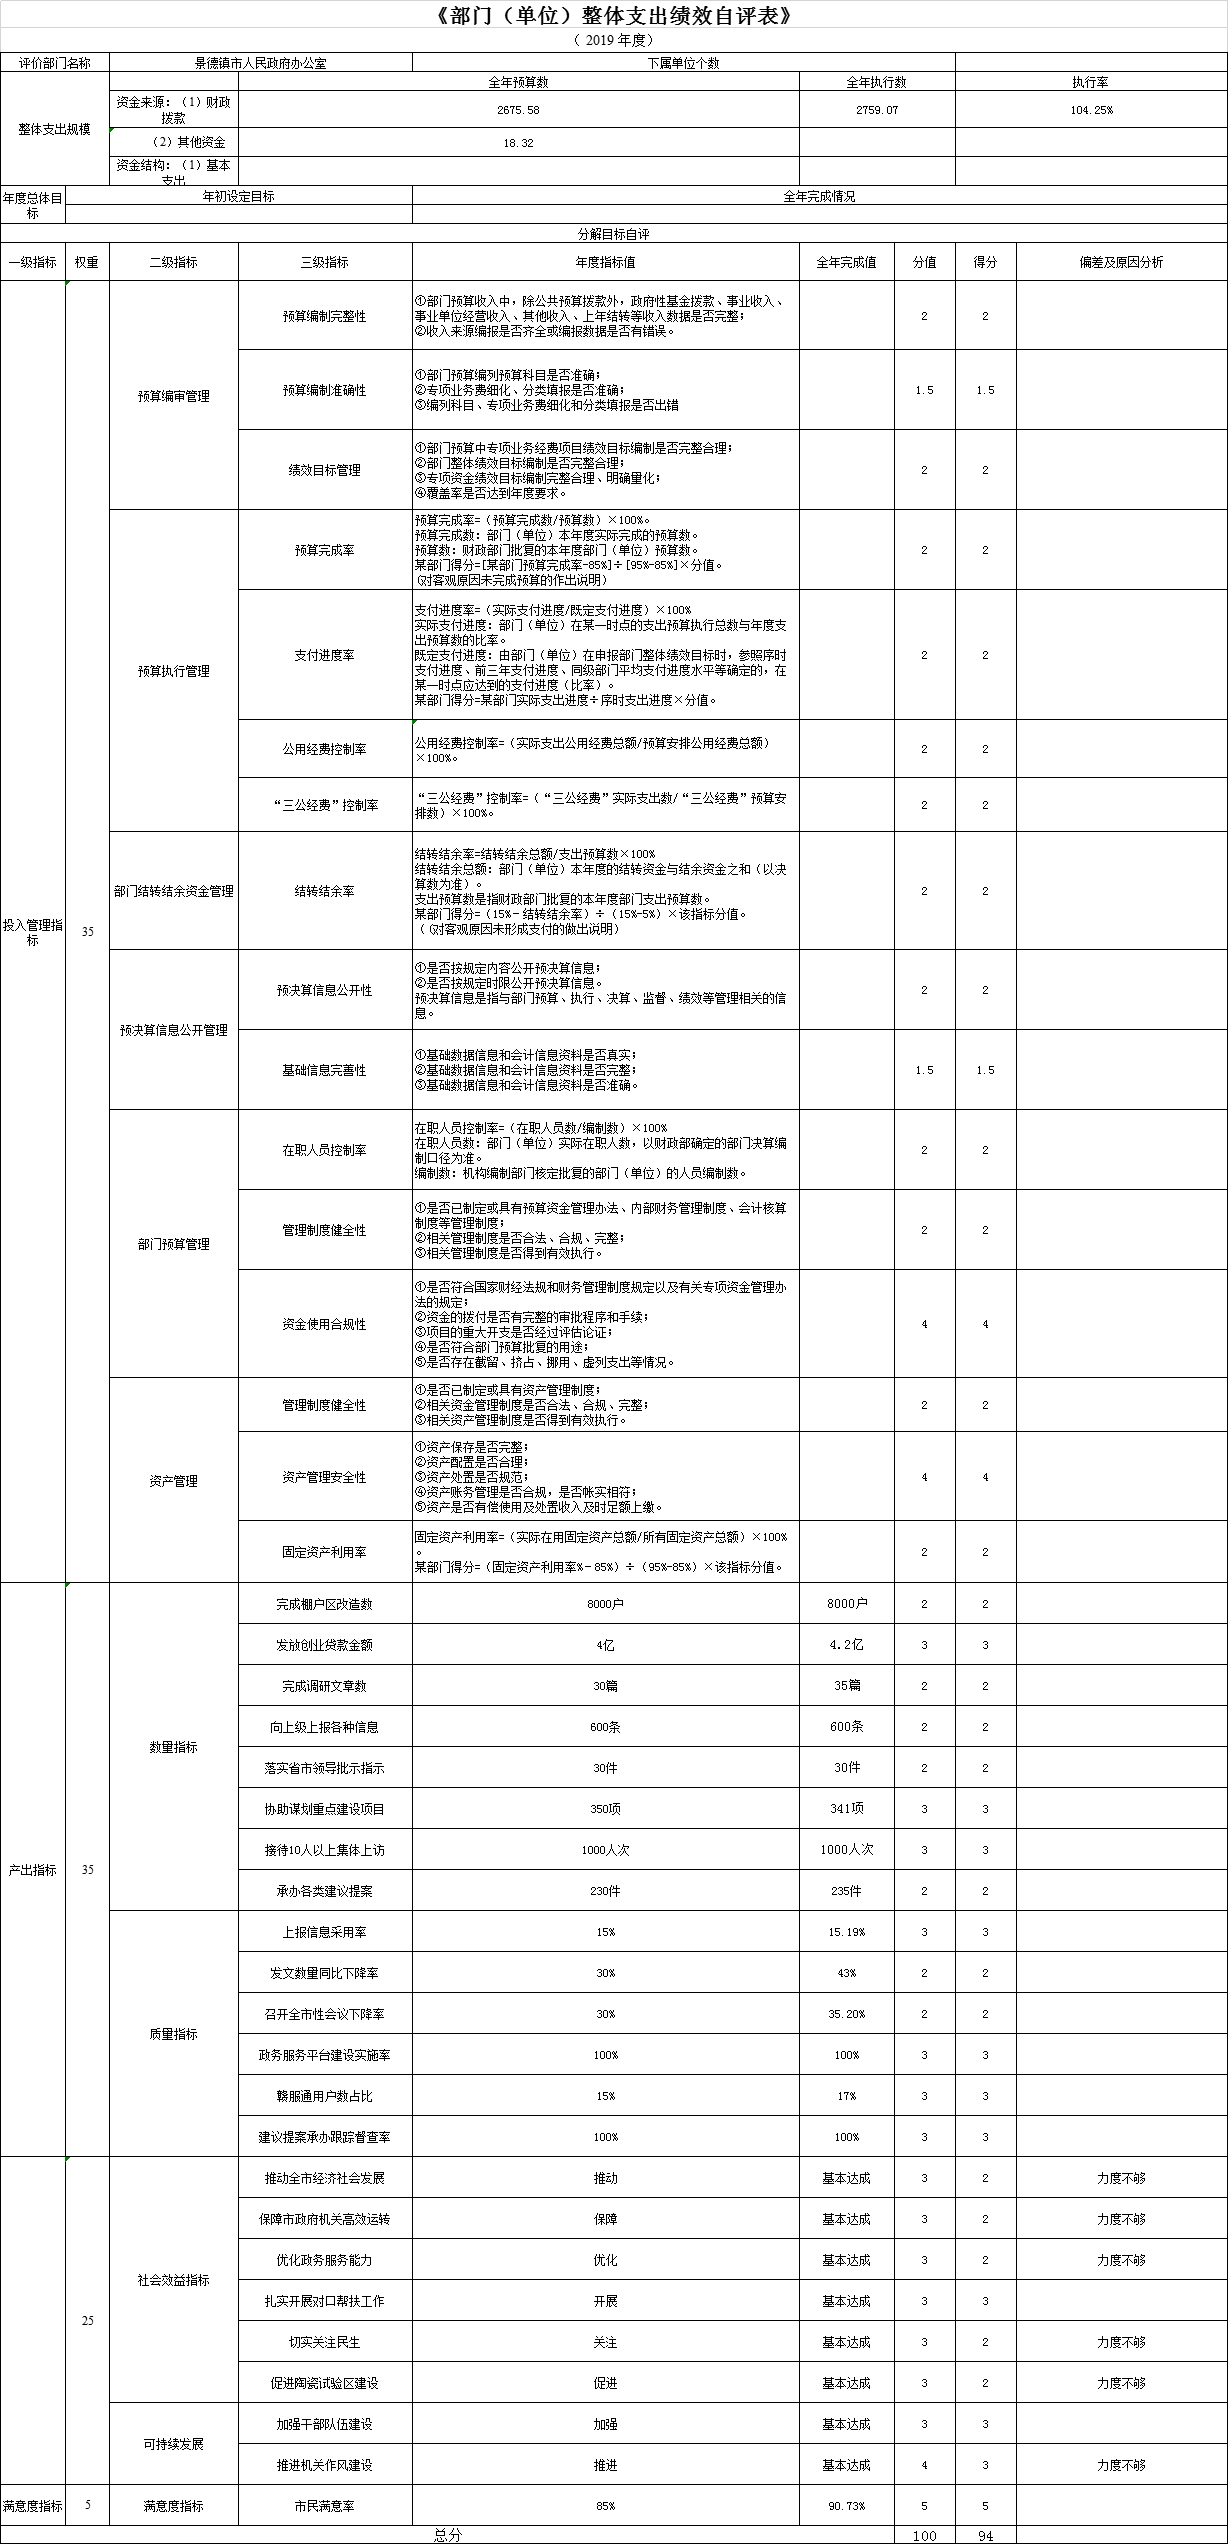 《部门（单位）整体支出绩效自评表》
（ 2019 年度）
评价部门名称 景德镇市人民政府办公室 下属单位个数
整体支出规模
全年预算数 全年执行数 执行率
资金来源：（1）财政
拨款
2675.58 2759.07 104.25%
（2）其他资金 18.32
资金结构：（1）基本
支出
年度总体目
标
年初设定目标 全年完成情况
分解目标自评
一级指标 权重 二级指标 三级指标 年度指标值 全年完成值 分值 得分 偏差及原因分析
投入管理指
标
35
预算编审管理
预算编制完整性
①部门预算收入中，除公共预算拨款外，政府性基金拨款、事业收入、
事业单位经营收入、其他收入、上年结转等收入数据是否完整；
②收入来源编报是否齐全或编报数据是否有错误。
2 2
预算编制准确性
①部门预算编列预算科目是否准确；
②专项业务费细化、分类填报是否准确；
③编列科目、专项业务费细化和分类填报是否出错
1.5 1.5
绩效目标管理
①部门预算中专项业务经费项目绩效目标编制是否完整合理；
②部门整体绩效目标编制是否完整合理；
③专项资金绩效目标编制完整合理、明确量化；
④覆盖率是否达到年度要求。
2 2
预算执行管理
预算完成率
预算完成率=（预算完成数/预算数）×100%。
预算完成数：部门（单位）本年度实际完成的预算数。
预算数：财政部门批复的本年度部门（单位）预算数。
某部门得分=[某部门预算完成率-85%]÷[95%-85%]×分值。
（对客观原因未完成预算的作出说明）
2 2
支付进度率
支付进度率=（实际支付进度/既定支付进度）×100%
实际支付进度：部门（单位）在某一时点的支出预算执行总数与年度支
出预算数的比率。
既定支付进度：由部门（单位）在申报部门整体绩效目标时，参照序时
支付进度、前三年支付进度、同级部门平均支付进度水平等确定的，在
某一时点应达到的支付进度（比率）。
某部门得分=某部门实际支出进度÷序时支出进度×分值。
2 2
公用经费控制率
公用经费控制率=（实际支出公用经费总额/预算安排公用经费总额）
×100%。
2 2
“三公经费”控制率
“三公经费”控制率=（“三公经费”实际支出数/“三公经费”预算安
排数）×100%。
2 2
部门结转结余资金管理
结转结余率
结转结余率=结转结余总额/支出预算数×100%
结转结余总额：部门（单位）本年度的结转资金与结余资金之和（以决
算数为准）。
支出预算数是指财政部门批复的本年度部门支出预算数。
某部门得分=（15%－结转结余率）÷（15%-5%）×该指标分值。
（（对客观原因未形成支付的做出说明）
2 2
预决算信息公开管理
预决算信息公开性
①是否按规定内容公开预决算信息；
②是否按规定时限公开预决算信息。
预决算信息是指与部门预算、执行、决算、监督、绩效等管理相关的信
息。
2 2
基础信息完善性
①基础数据信息和会计信息资料是否真实；
②基础数据信息和会计信息资料是否完整；
③基础数据信息和会计信息资料是否准确。
1.5 1.5
部门预算管理
在职人员控制率
在职人员控制率=（在职人员数/编制数）×100%
在职人员数：部门（单位）实际在职人数，以财政部确定的部门决算编
制口径为准。
编制数：机构编制部门核定批复的部门（单位）的人员编制数。
2 2
管理制度健全性
①是否已制定或具有预算资金管理办法、内部财务管理制度、会计核算
制度等管理制度；
②相关管理制度是否合法、合规、完整；
③相关管理制度是否得到有效执行。
2 2
资金使用合规性
①是否符合国家财经法规和财务管理制度规定以及有关专项资金管理办
法的规定；
②资金的拨付是否有完整的审批程序和手续；
③项目的重大开支是否经过评估论证；
④是否符合部门预算批复的用途；
⑤是否存在截留、挤占、挪用、虚列支出等情况。
4 4
资产管理
管理制度健全性
①是否已制定或具有资产管理制度；
②相关资金管理制度是否合法、合规、完整；
③相关资产管理制度是否得到有效执行。
2 2
资产管理安全性
①资产保存是否完整；
②资产配置是否合理；
③资产处置是否规范；
④资产账务管理是否合规，是否帐实相符；
⑤资产是否有偿使用及处置收入及时足额上缴。
4 4
固定资产利用率
固定资产利用率=（实际在用固定资产总额/所有固定资产总额）×100%
。
某部门得分=（固定资产利用率%－85%）÷（95%-85%）×该指标分值。
2 2
产出指标
35
数量指标
完成棚户区改造数 8000户 8000户 2 2
发放创业贷款金额 4亿 4.2亿 3 3
完成调研文章数 30篇 35篇 2 2
向上级上报各种信息 600条 600条 2 2
落实省市领导批示指示 30件 30件 2 2
协助谋划重点建设项目 350项 341项 3 3
接待10人以上集体上访 1000人次 1000人次 3 3
承办各类建议提案 230件 235件 2 2
质量指标
上报信息采用率 15% 15.19% 3 3
发文数量同比下降率 30% 43% 2 2
召开全市性会议下降率 30% 35.20% 2 2
政务服务平台建设实施率 100% 100% 3 3
赣服通用户数占比 15% 17% 3 3
建议提案承办跟踪督查率 100% 100% 3 3
25
社会效益指标
推动全市经济社会发展 推动 基本达成 3 2 力度不够
保障市政府机关高效运转 保障 基本达成 3 2 力度不够
优化政务服务能力 优化 基本达成 3 2 力度不够
扎实开展对口帮扶工作 开展 基本达成 3 3
切实关注民生 关注 基本达成 3 2 力度不够
促进陶瓷试验区建设 促进 基本达成 3 2 力度不够
可持续发展
加强干部队伍建设 加强 基本达成 3 3
推进机关作风建设 推进 基本达成 4 3 力度不够
满意度指标 5 满意度指标 市民满意率 85% 90.73% 5 5
总分 100 94